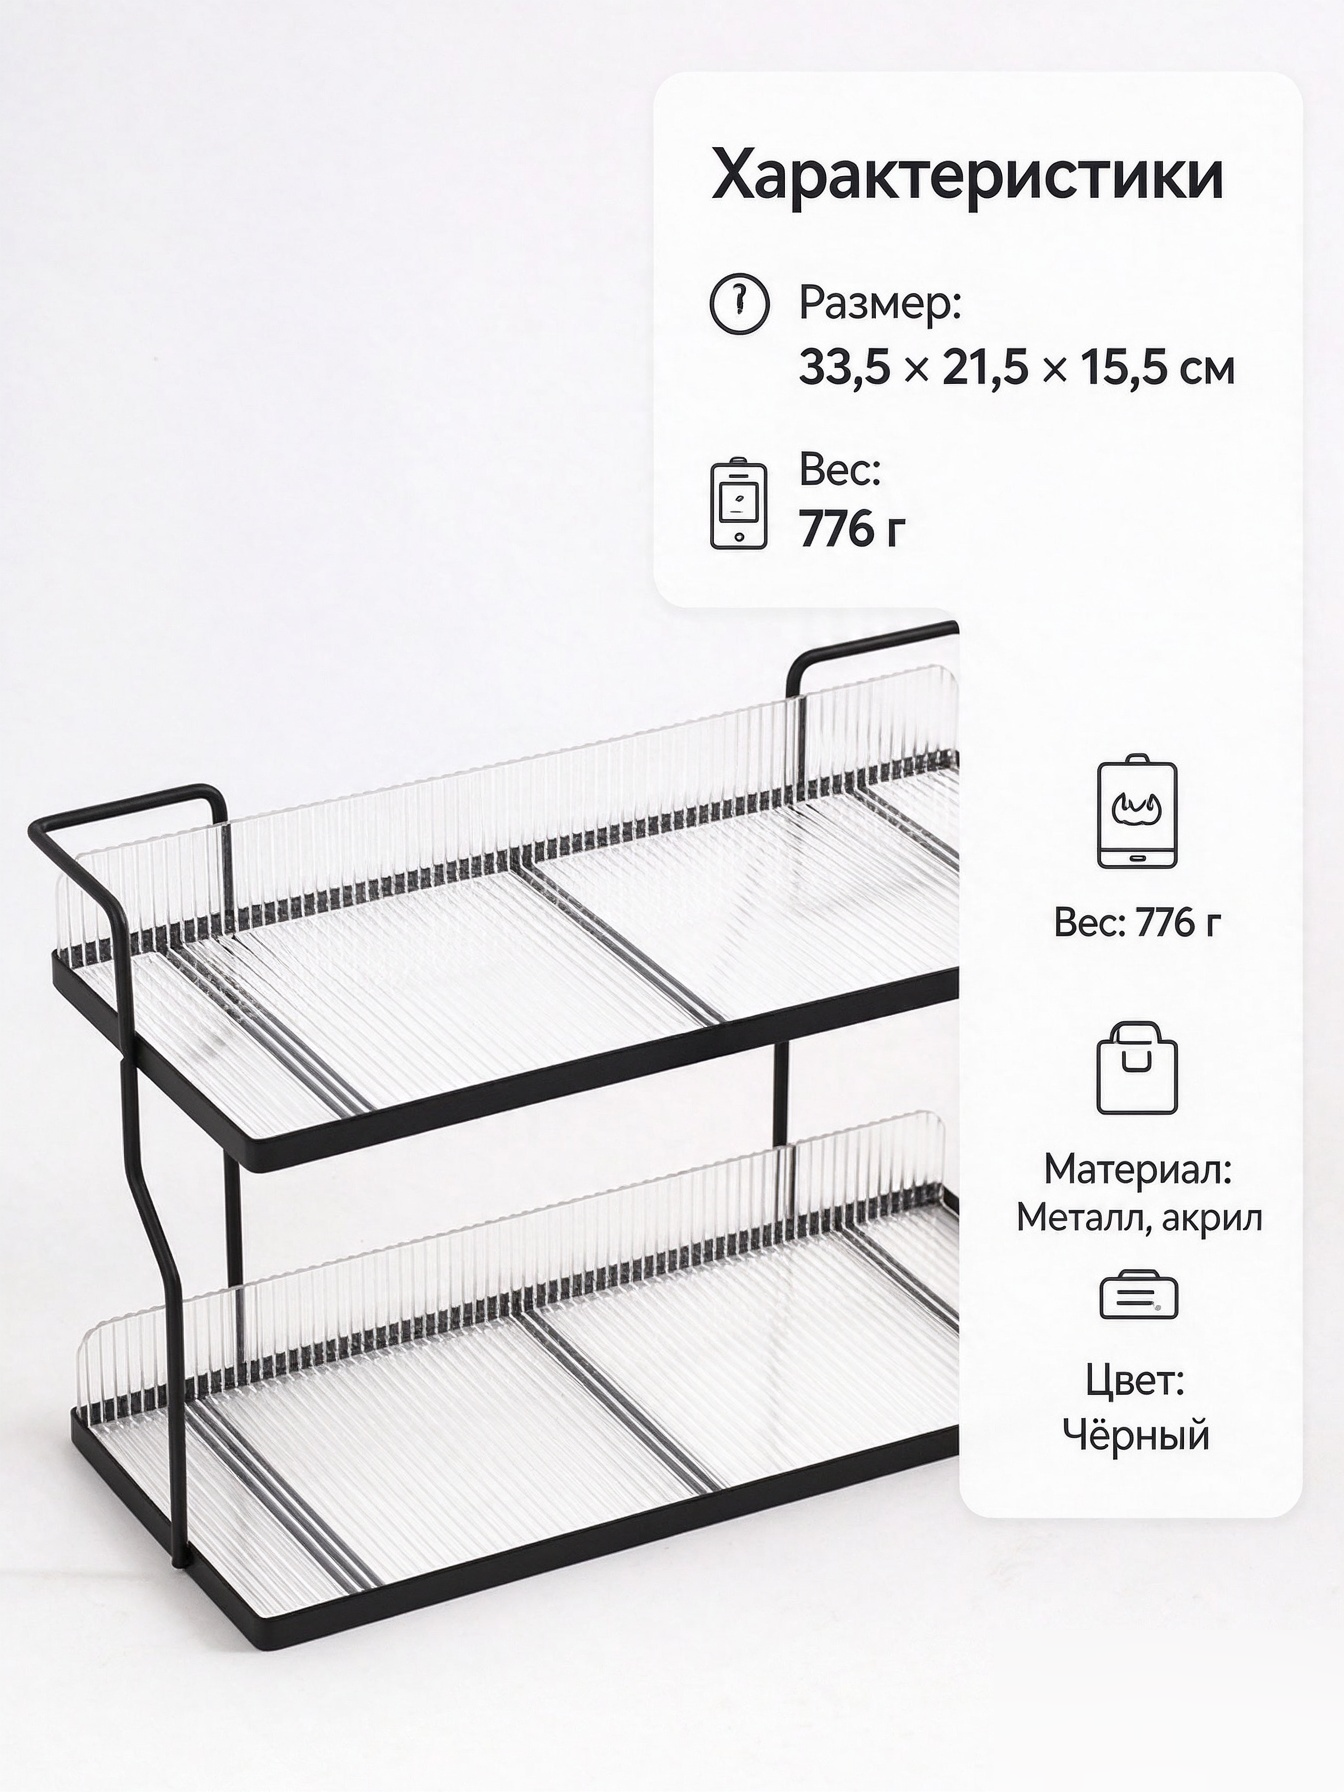 Характеристики
Размер:
33,5 × 21,5 × 15,5 см
Вес:
776 г
Вес: 776 г
Материал:
Металл, акрил
Цвет:
Чёрный